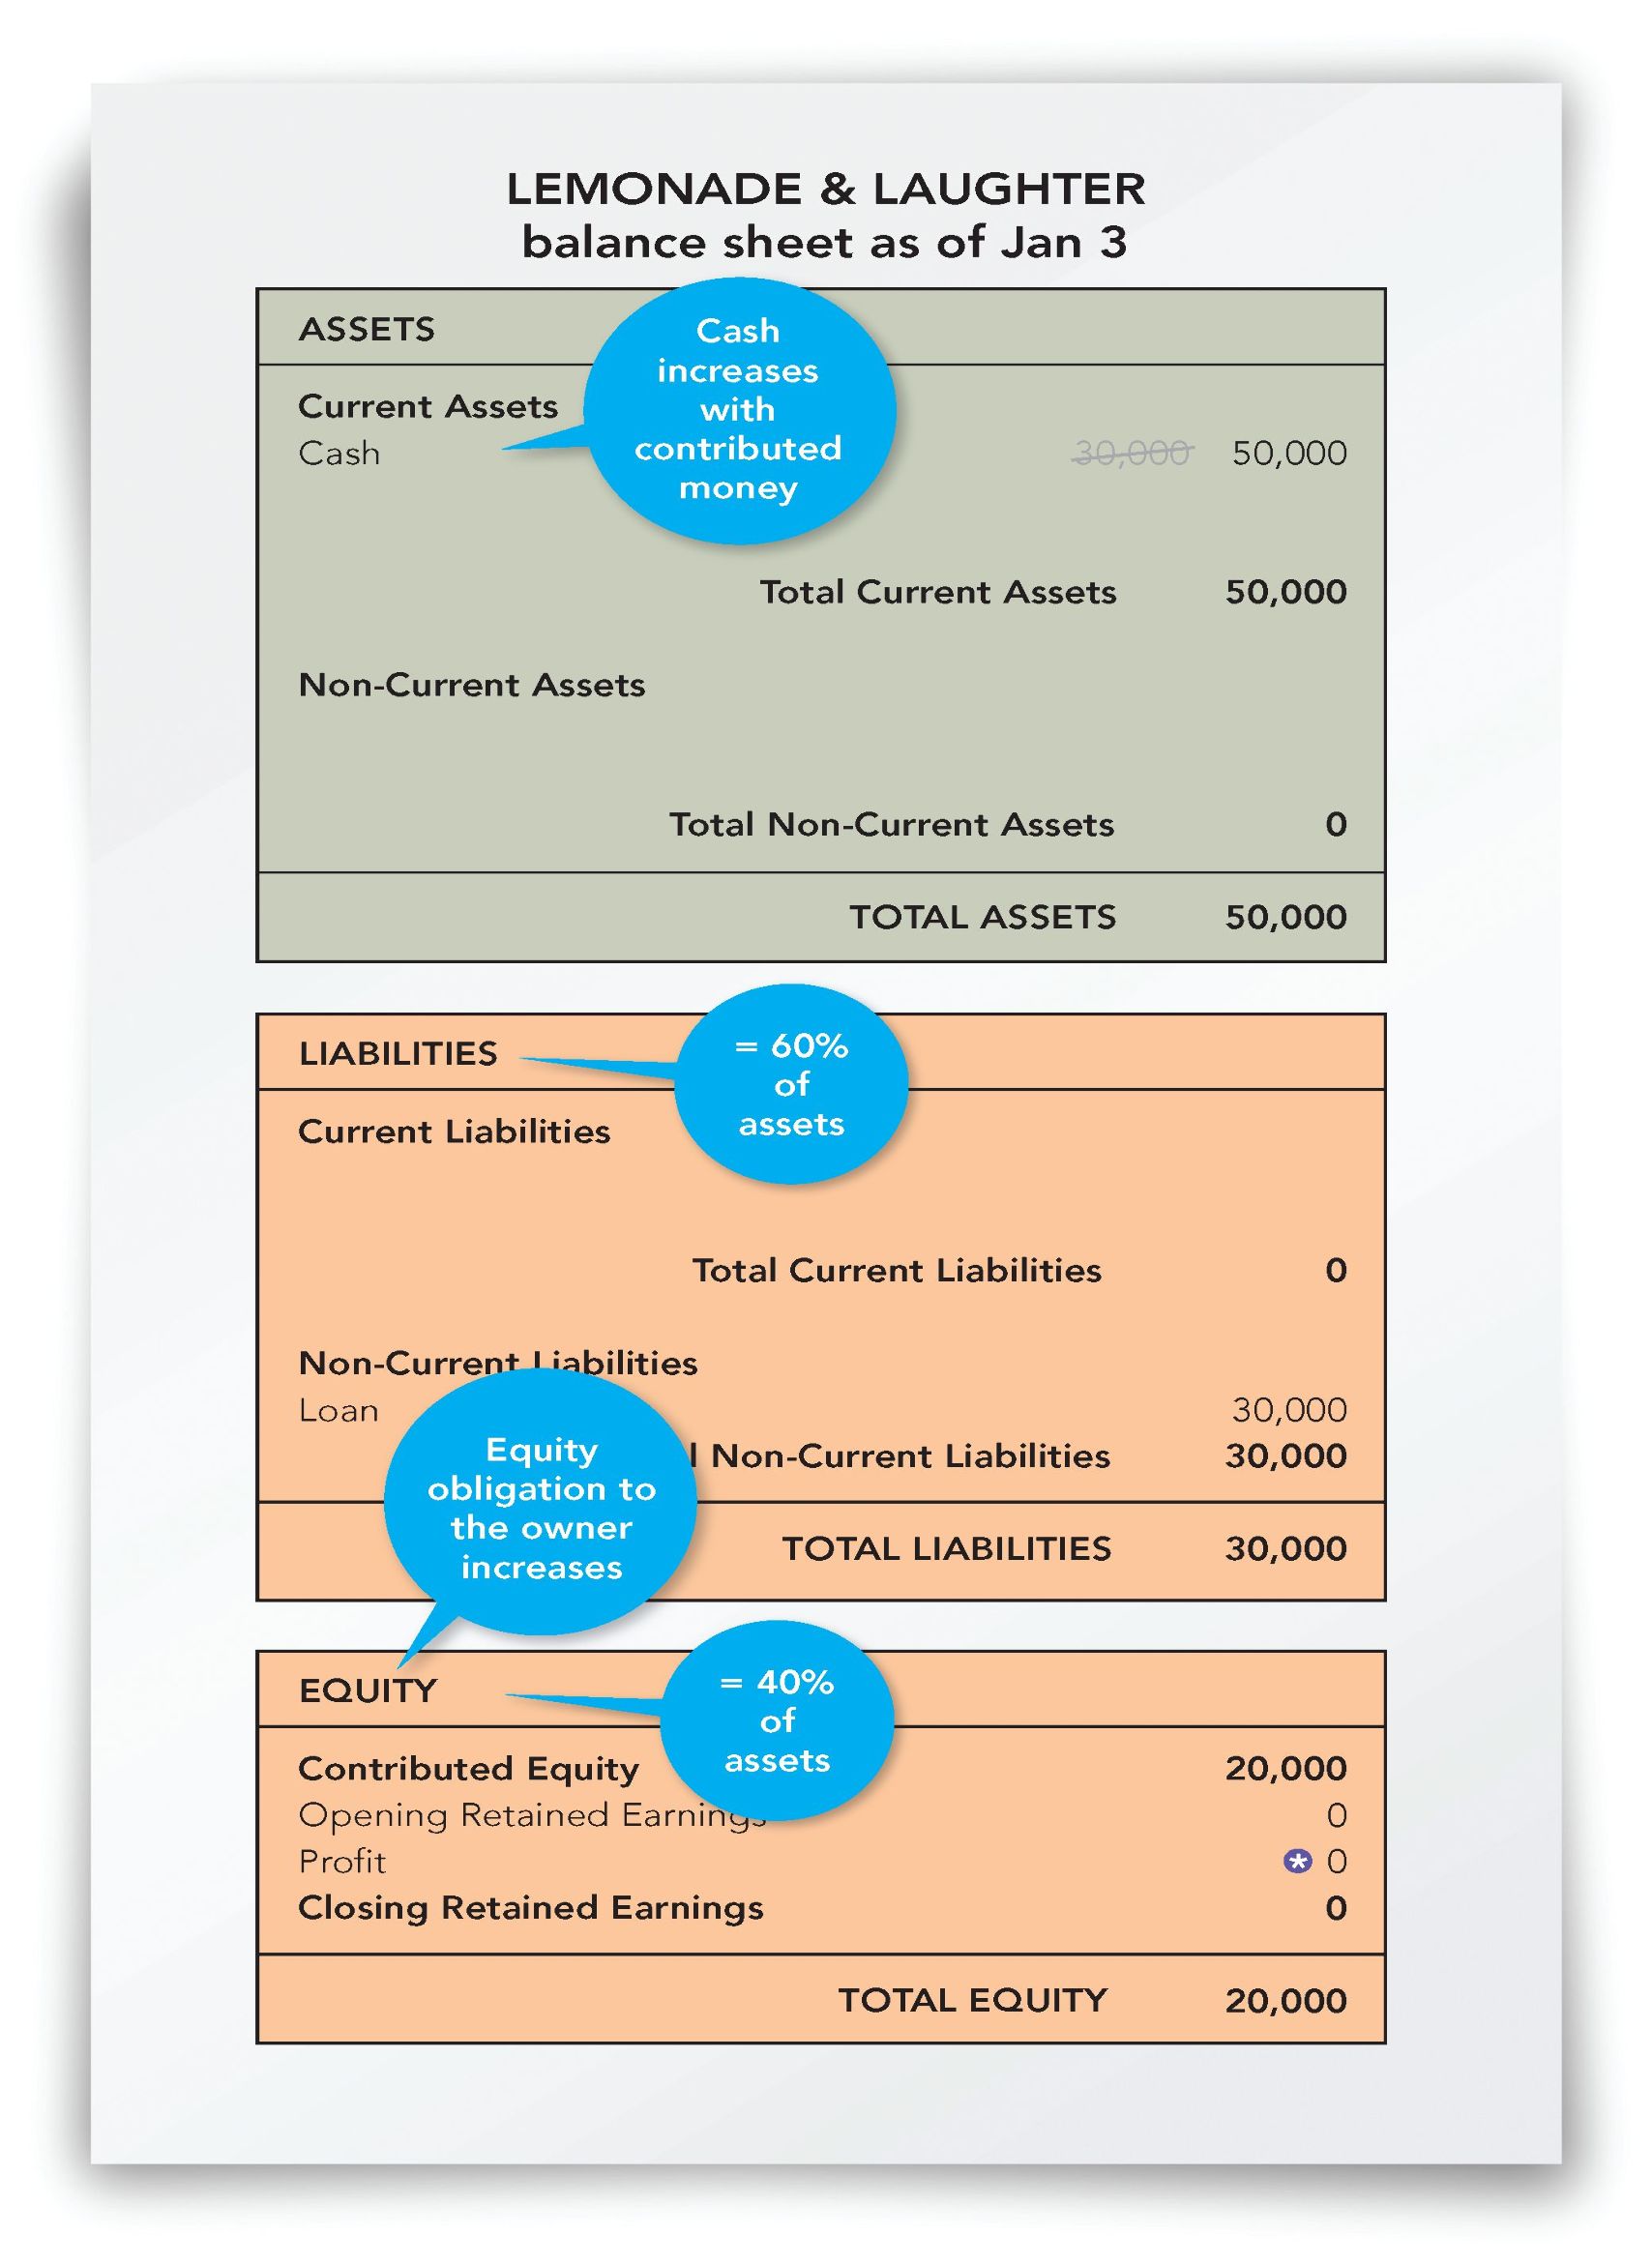 LEMONADE & LAUGHTER
balance sheet as of Jan 3
ASSETS
Cash
increases
with
contributed
money
Current Assets
Cash 30,000 50,000
Total Current Assets 50,000
Non-Current Assets
Total Non-Current Assets 0
TOTAL ASSETS 50,000
LIABILITIES
= 60%
of
assets
Current Liabilities
Total Current Liabilities 0
Non-Current Liabilities
Loan 30,000
l Non-Current Liabilities 30,000
Equity
obligation to
the owner
increases
TOTAL LIABILITIES 30,000
EQUITY
= 40%
of
assets
Contributed Equity 20,000
Opening Retained Earnings 0
Profit * 0
Closing Retained Earnings 0
TOTAL EQUITY 20,000